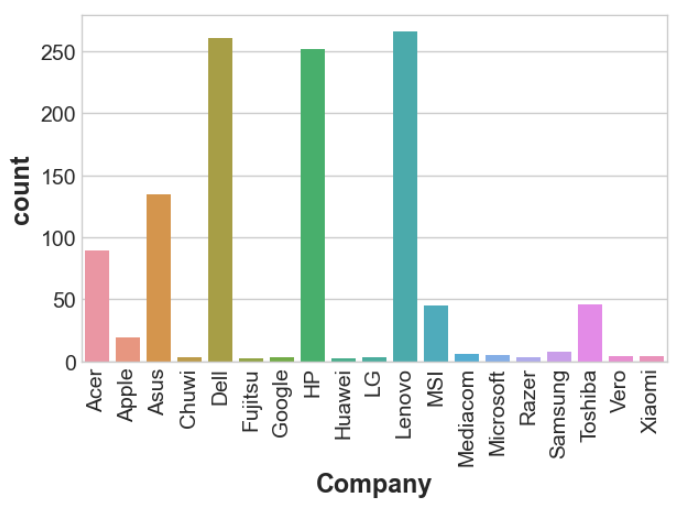 250
200
150
100
50
0
count
Acer
Apple
Asus
Chuwi
Dell
Fujitsu
Google
HP
Huawei
LG
Lenovo
MSI
Mediacom
Microsoft
Razer
Samsung
Toshiba
Vero
Xiaomi
Company